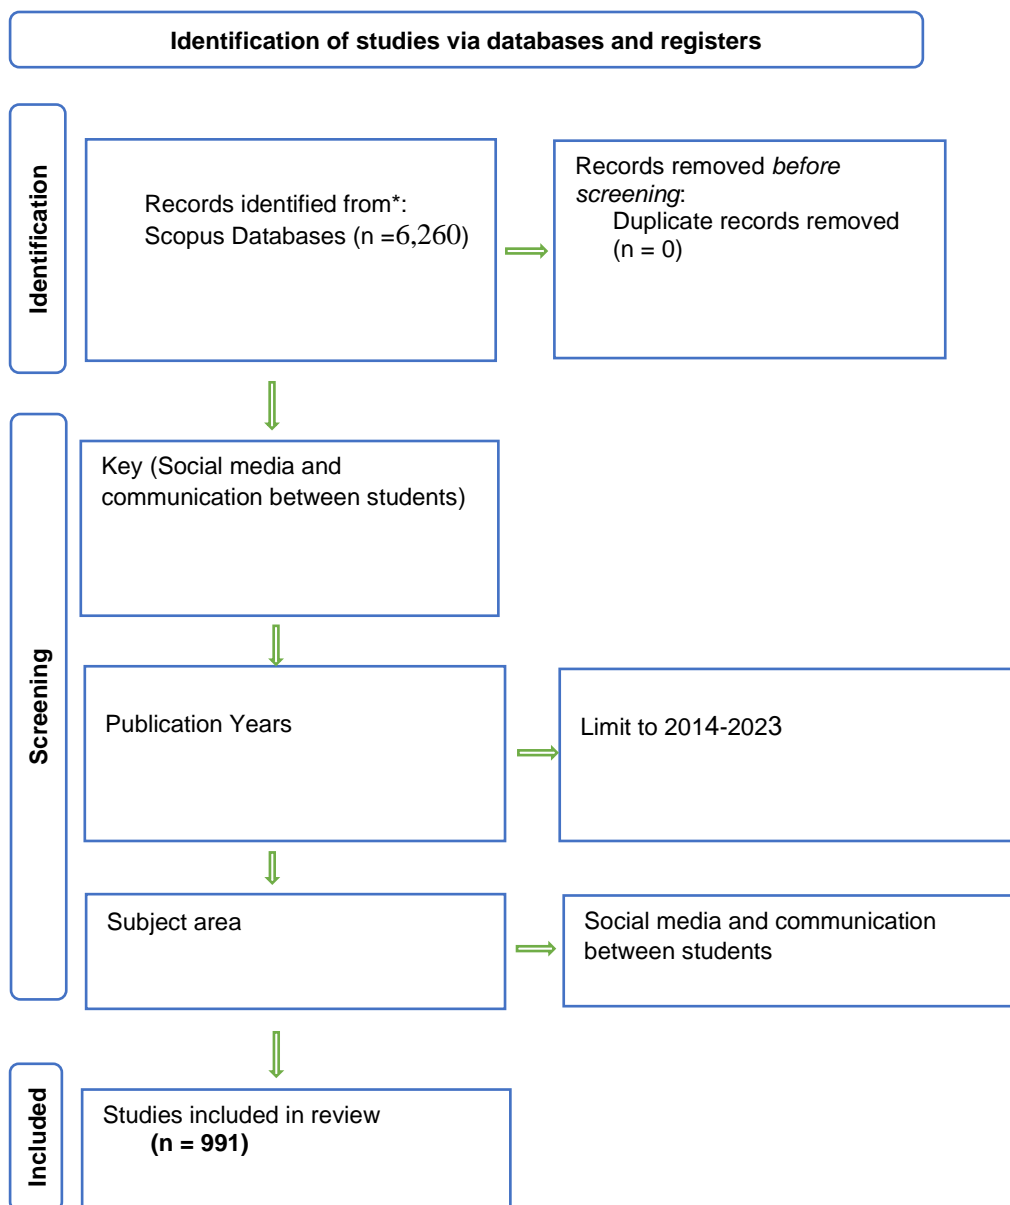 Identification of studies via databases and registers
Identification
Records identified from*:
Scopus Databases (n =6,260)
Records removed before
screening:
Duplicate records removed
(n = 0)
Screening
Key (Social media and
communication between students)
Publication Years
Limit to 2014-2023
Subject area
Social media and communication
between students
Included
Studies included in review
(n = 991)